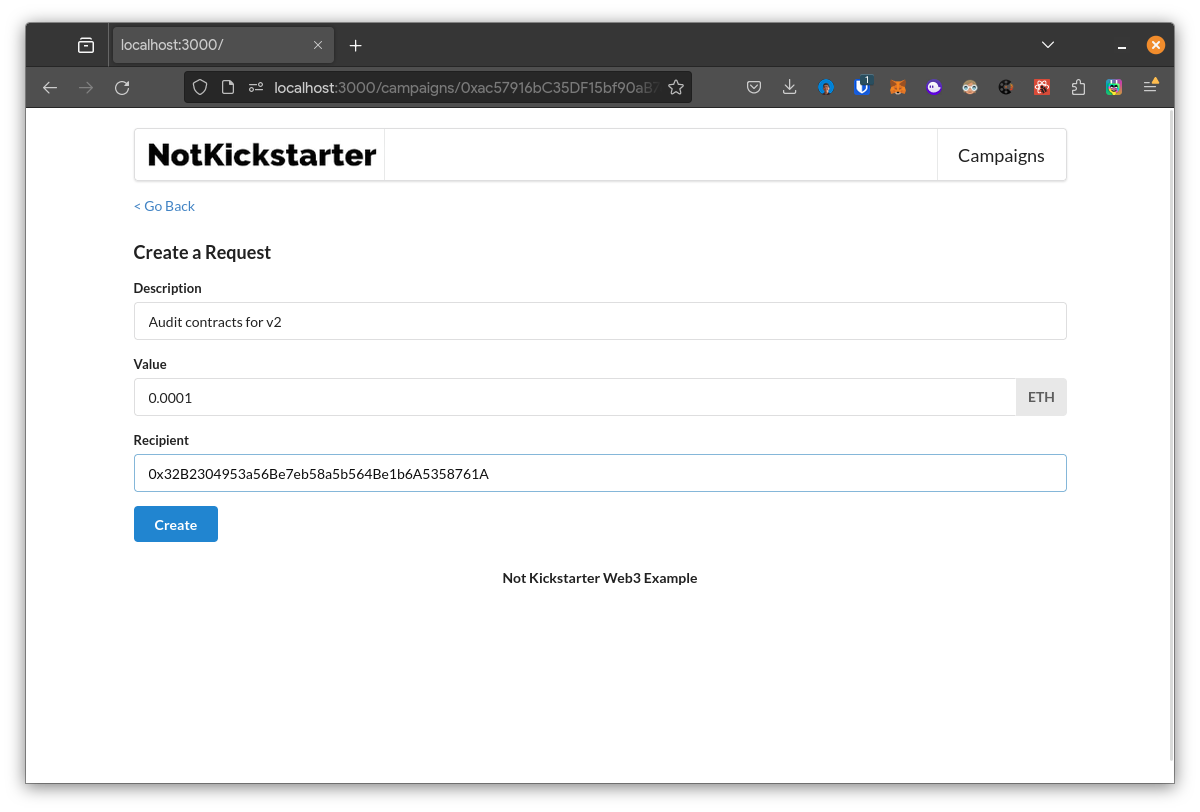 localhost:3000/
localhost:3000/campaigns/0xac57916bC35DF15bf90aB7
1
NotKickstarter
Campaigns
< Go Back
Create a Request
Description
Audit contracts for v2
Value
0.0001
ETH
Recipient
0x32B2304953a56Be7eb58a5b564Be1b6A5358761A
Create
Not Kickstarter Web3 Example